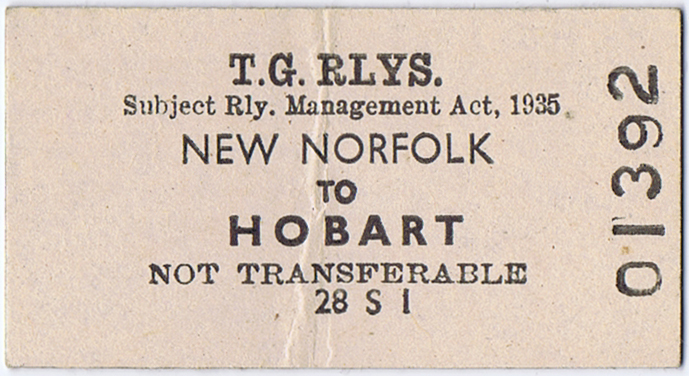 T.G. RLYS.
Subject Rly. Management Act, 1935
NEW NORFOLK
TO
HOBART
NOT TRANSFERABLE
28 S 1
01392